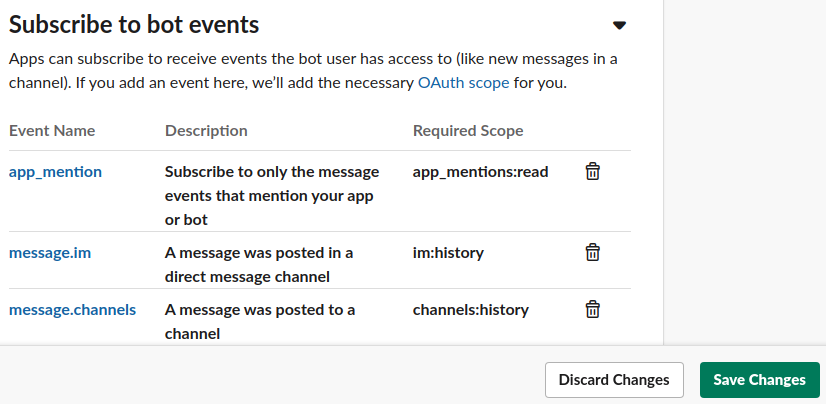 Subscribe to bot events
Apps can subscribe to receive events the bot user has access to (like new messages in a
channel). If you add an event here, we’ll add the necessary OAuth scope for you.
Event Name Description Required Scope
app_mention Subscribe to only the message app_mentions:read
events that mention your app
or bot
message.im A message was posted in a im:history
direct message channel
message.channels A message was posted to a channels:history
channel
Discard Changes Save Changes